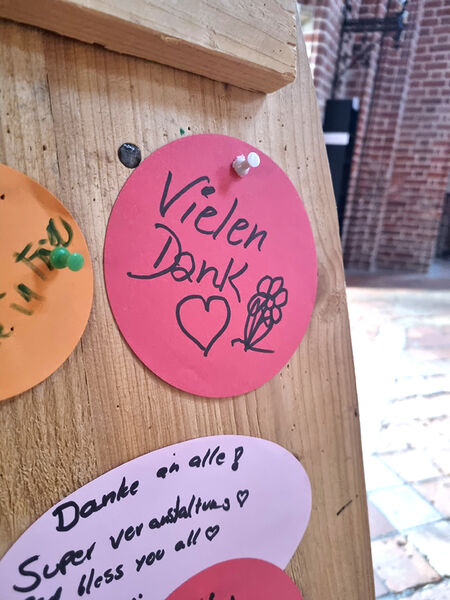 Vielen
Dank
Danke an alle!
Super veranstaltung
bless you all